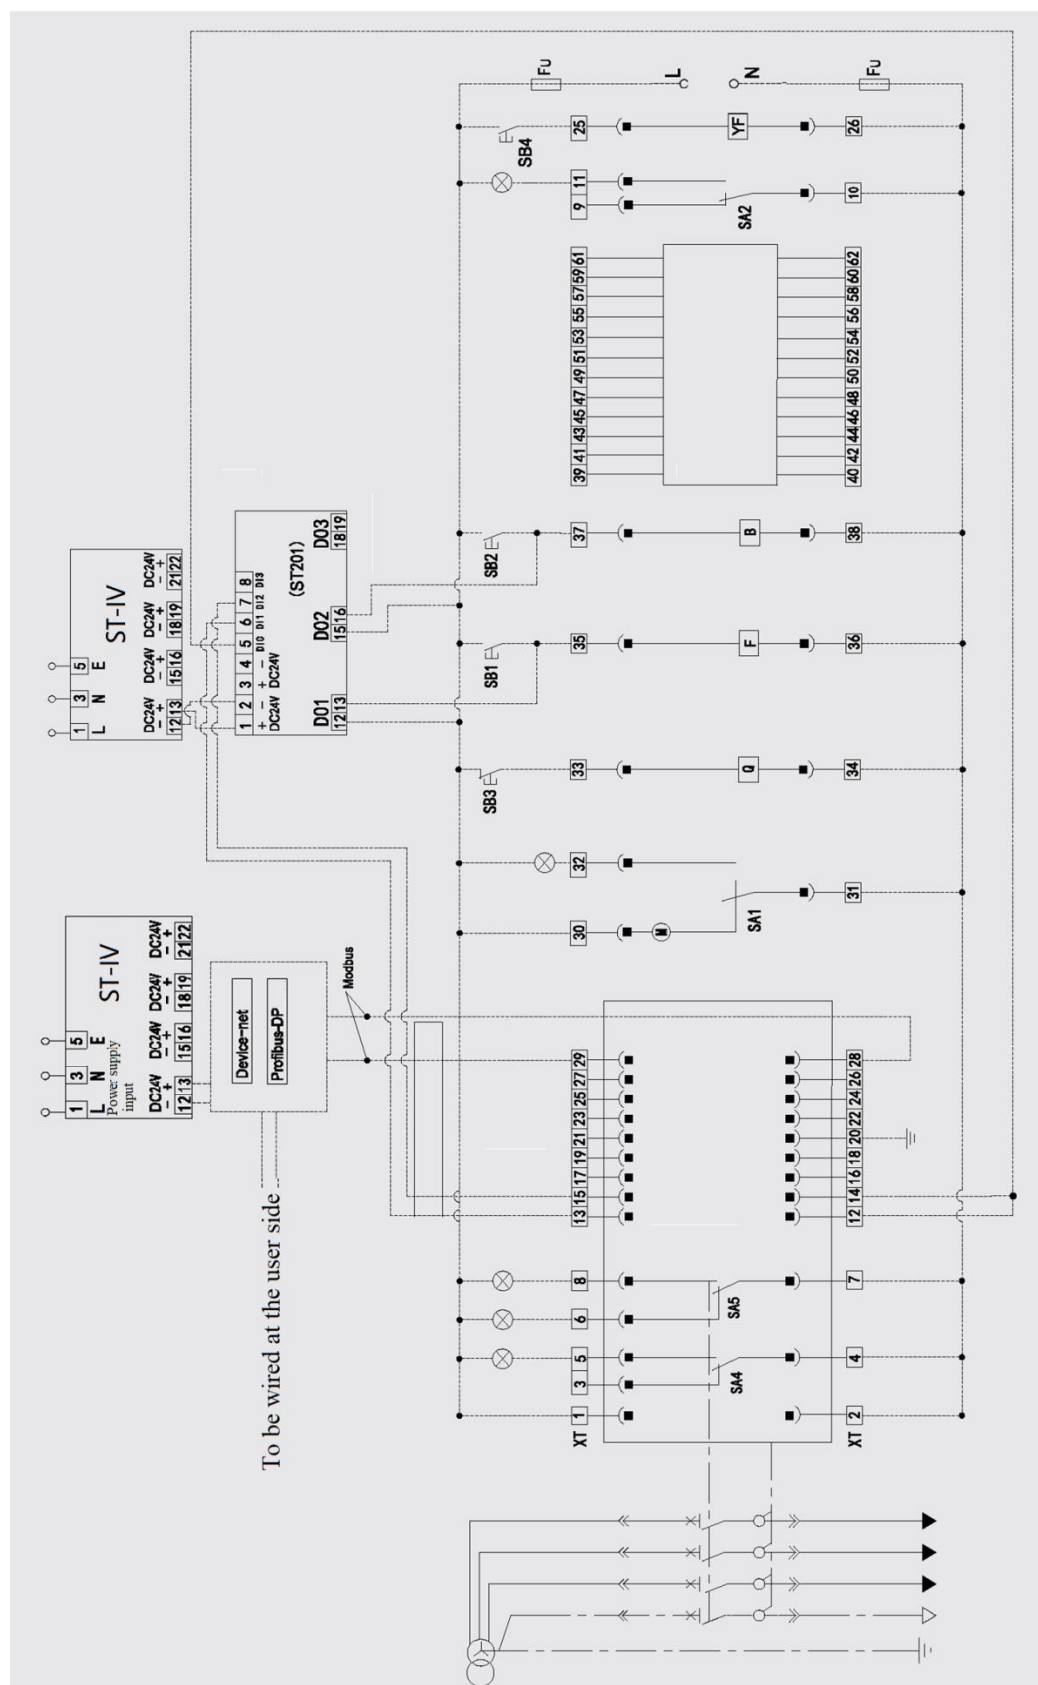 FU
L
N
FU
25
YF
26
SB4
11
9
10
SA2
39 41 43 45 47 49 51 53 55 57 59 61
40 42 44 46 48 50 52 54 56 58 60 62
ST-IV
1 3 5
L N E
DC24V DC24V DC24V DC24V
- + - + - + - +
12 13 15 16 18 19 21 22
(ST201)
1 2 3 4 5 6 7 8
+ - + - DI0 DI1 DI2 DI3
DC24V DC24V
DO1 DO2 DO3
12 13 15 16 18 19
SB2
37
B
38
SB1
35
F
36
SB3
33
Q
34
32
30
M
31
SA1
ST-IV
1 3 5
L N E
Power supply
input
DC24V DC24V DC24V DC24V
- + - + - + - +
12 13 15 16 18 19 21 22
Device-net
Profibus-DP
Modbus
To be wired at the user side
13 15 17 19 21 23 25 27 29
12 14 16 18 20 22 24 26 28
8
6
7
SA5
5
3
4
SA4
XT 1
XT 2